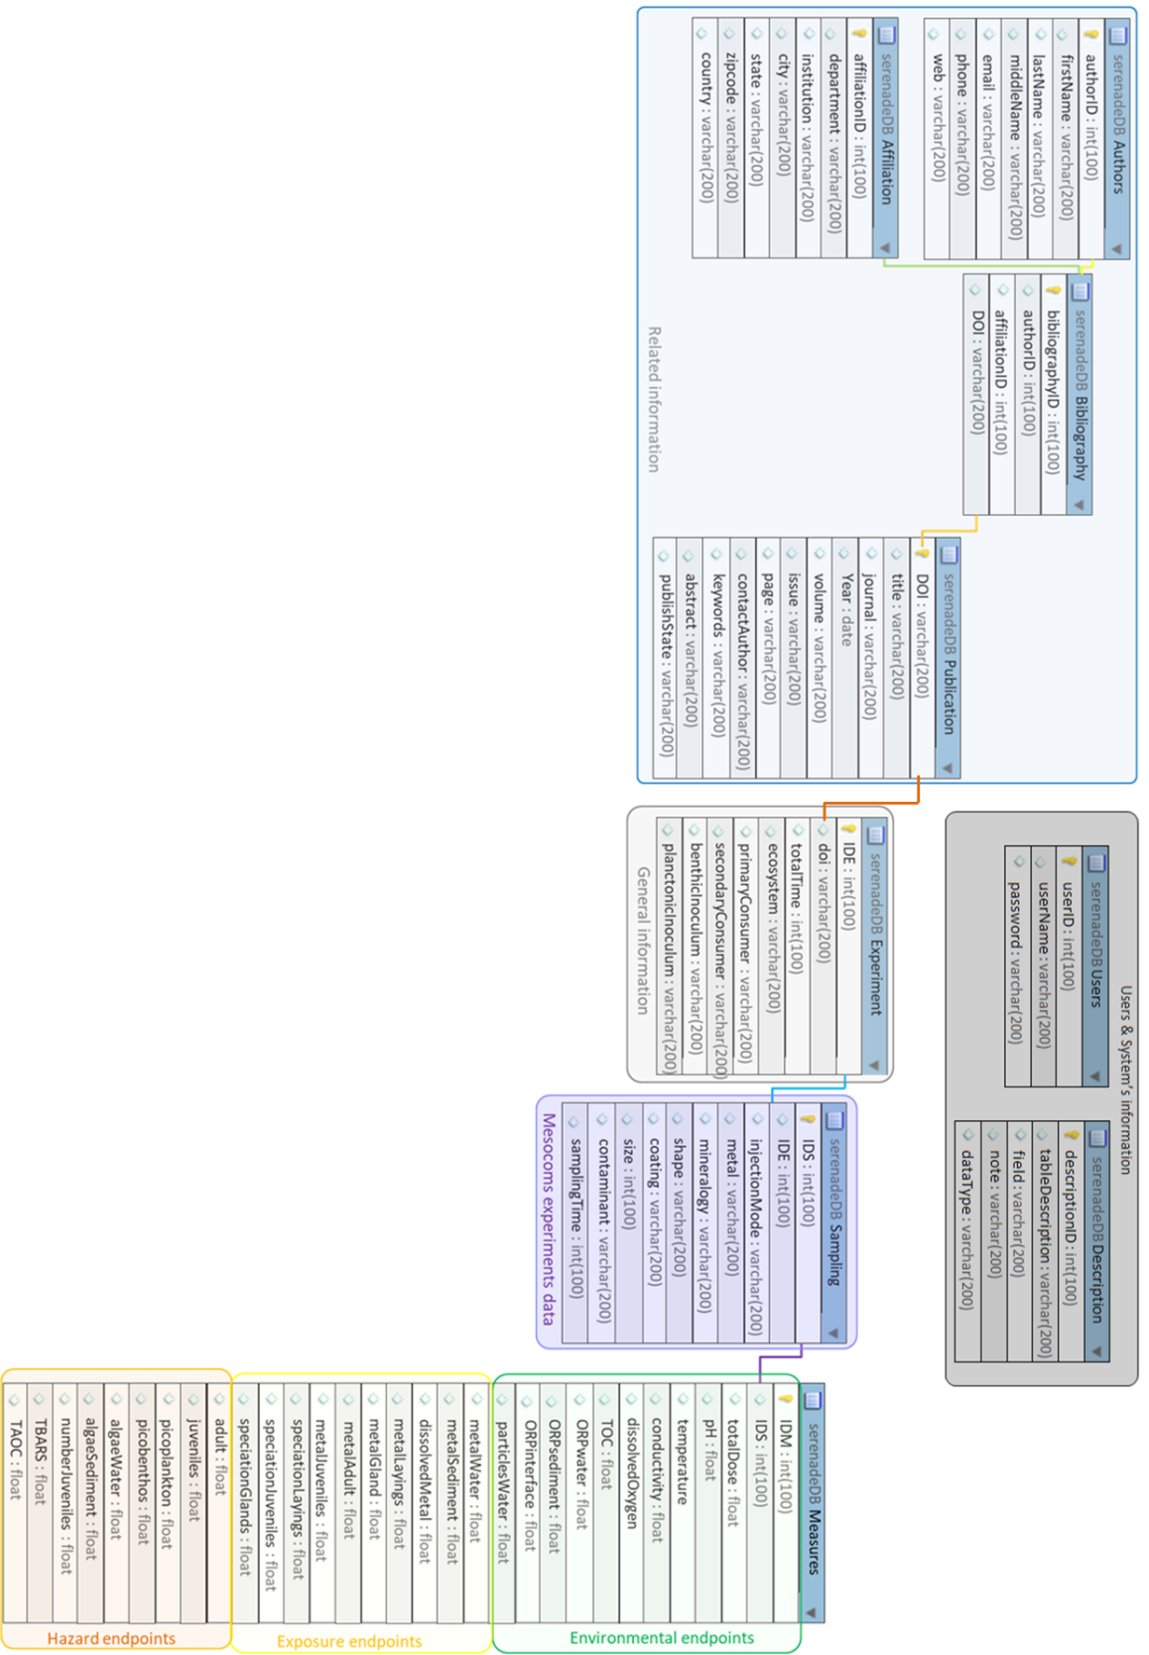 serenadeDB Authors
authorID : int(100)
firstName : varchar(200)
lastName : varchar(200)
middleName : varchar(200)
email : varchar(200)
phone : varchar(200)
web : varchar(200)
serenadeDB Affiliation
affiliationID : int(100)
department : varchar(200)
institution : varchar(200)
city : varchar(200)
state : varchar(200)
zipcode : varchar(200)
country : varchar(200)
serenadeDB Bibliography
bibliographyID : int(100)
authorID : int(100)
affiliationID : int(100)
DOI : varchar(200)
Related information
serenadeDB Publication
DOI : varchar(200)
title : varchar(200)
journal : varchar(200)
Year : date
volume : varchar(200)
issue : varchar(200)
page : varchar(200)
contactAuthor : varchar(200)
keywords : varchar(200)
abstract : varchar(200)
publishState : varchar(200)
Users & System's information
serenadeDB Users
userID : int(100)
userName : varchar(200)
password : varchar(200)
serenadeDB Description
descriptionID : int(100)
tableDescription : varchar(200)
field : varchar(200)
note : varchar(200)
dataType : varchar(200)
serenadeDB Experiment
IDE : int(100)
doi : varchar(200)
totalTime : int(100)
ecosystem : varchar(200)
primaryConsumer : varchar(200)
secondaryConsumer : varchar(200)
benthicInoculum : varchar(200)
planctonicInoculum : varchar(200)
General information
serenadeDB Sampling
IDS : int(100)
IDE : int(100)
injectionMode : varchar(200)
metal : varchar(200)
mineralogy : varchar(200)
shape : varchar(200)
coating : varchar(200)
size : int(100)
contaminant : varchar(200)
samplingTime : int(100)
Mesocoms experiments data
serenadeDB Measures
IDM : int(100)
IDS : int(100)
totalDose : float
pH : float
temperature
conductivity : float
dissolvedOxygen
TOC : float
ORPwater : float
ORPsediment : float
ORPinterface : float
particlesWater : float
metalWater : float
metalSediment : float
dissolvedMetal : float
metalLayings : float
metalGland : float
metalAdult : float
metalJuveniles : float
speciationLayings : float
speciationJuveniles : float
speciationGlands : float
adult : float
juveniles : float
picoplankton : float
picobenthos : float
algaeWater : float
algaeSediment : float
numberJuveniles : float
TBARS : float
TAOC : float
Hazard endpoints
Exposure endpoints
Environmental endpoints